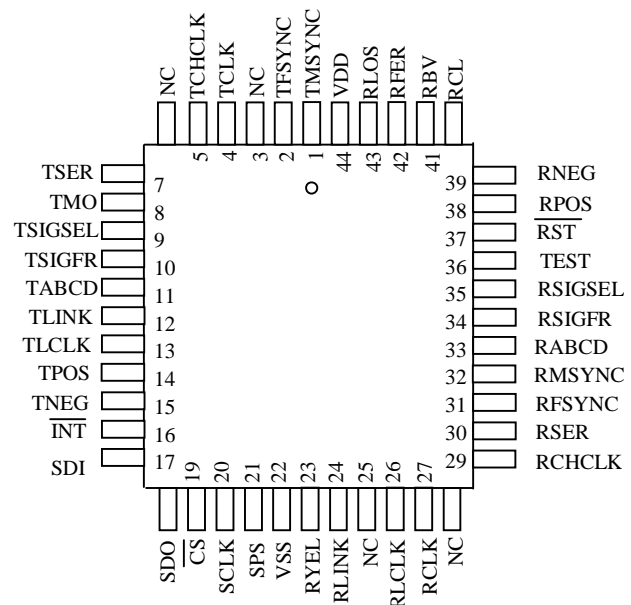 NC
TCHCLK
TCLK
NC
TFSYNC
TMSYNC
VDD
RLOS
RFER
RBV
RCL
5
4
3
2
1
44
43
42
41
TSER 7
TMO 8
TSIGSEL 9
TSIGFR 10
TABCD 11
TLINK 12
TLCLK 13
TPOS 14
TNEG 15
INT 16
SDI 17
39 RNEG
38 RPOS
37 RST
36 TEST
35 RSIGSEL
34 RSIGFR
33 RABCD
32 RMSYNC
31 RFSYNC
30 RSER
29 RCHCLK
19
20
21
22
23
24
25
26
27
SDO
CS
SCLK
SPS
VSS
RYEL
RLINK
NC
RLCLK
RCLK
NC